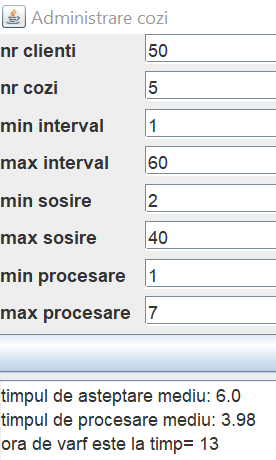 Administrare cozi
nr clienti 50
nr cozi 5
min interval 1
max interval 60
min sosire 2
max sosire 40
min procesare 1
max procesare 7
timpul de asteptare mediu: 6.0
timpul de procesare mediu: 3.98
ora de varf este la timp= 13